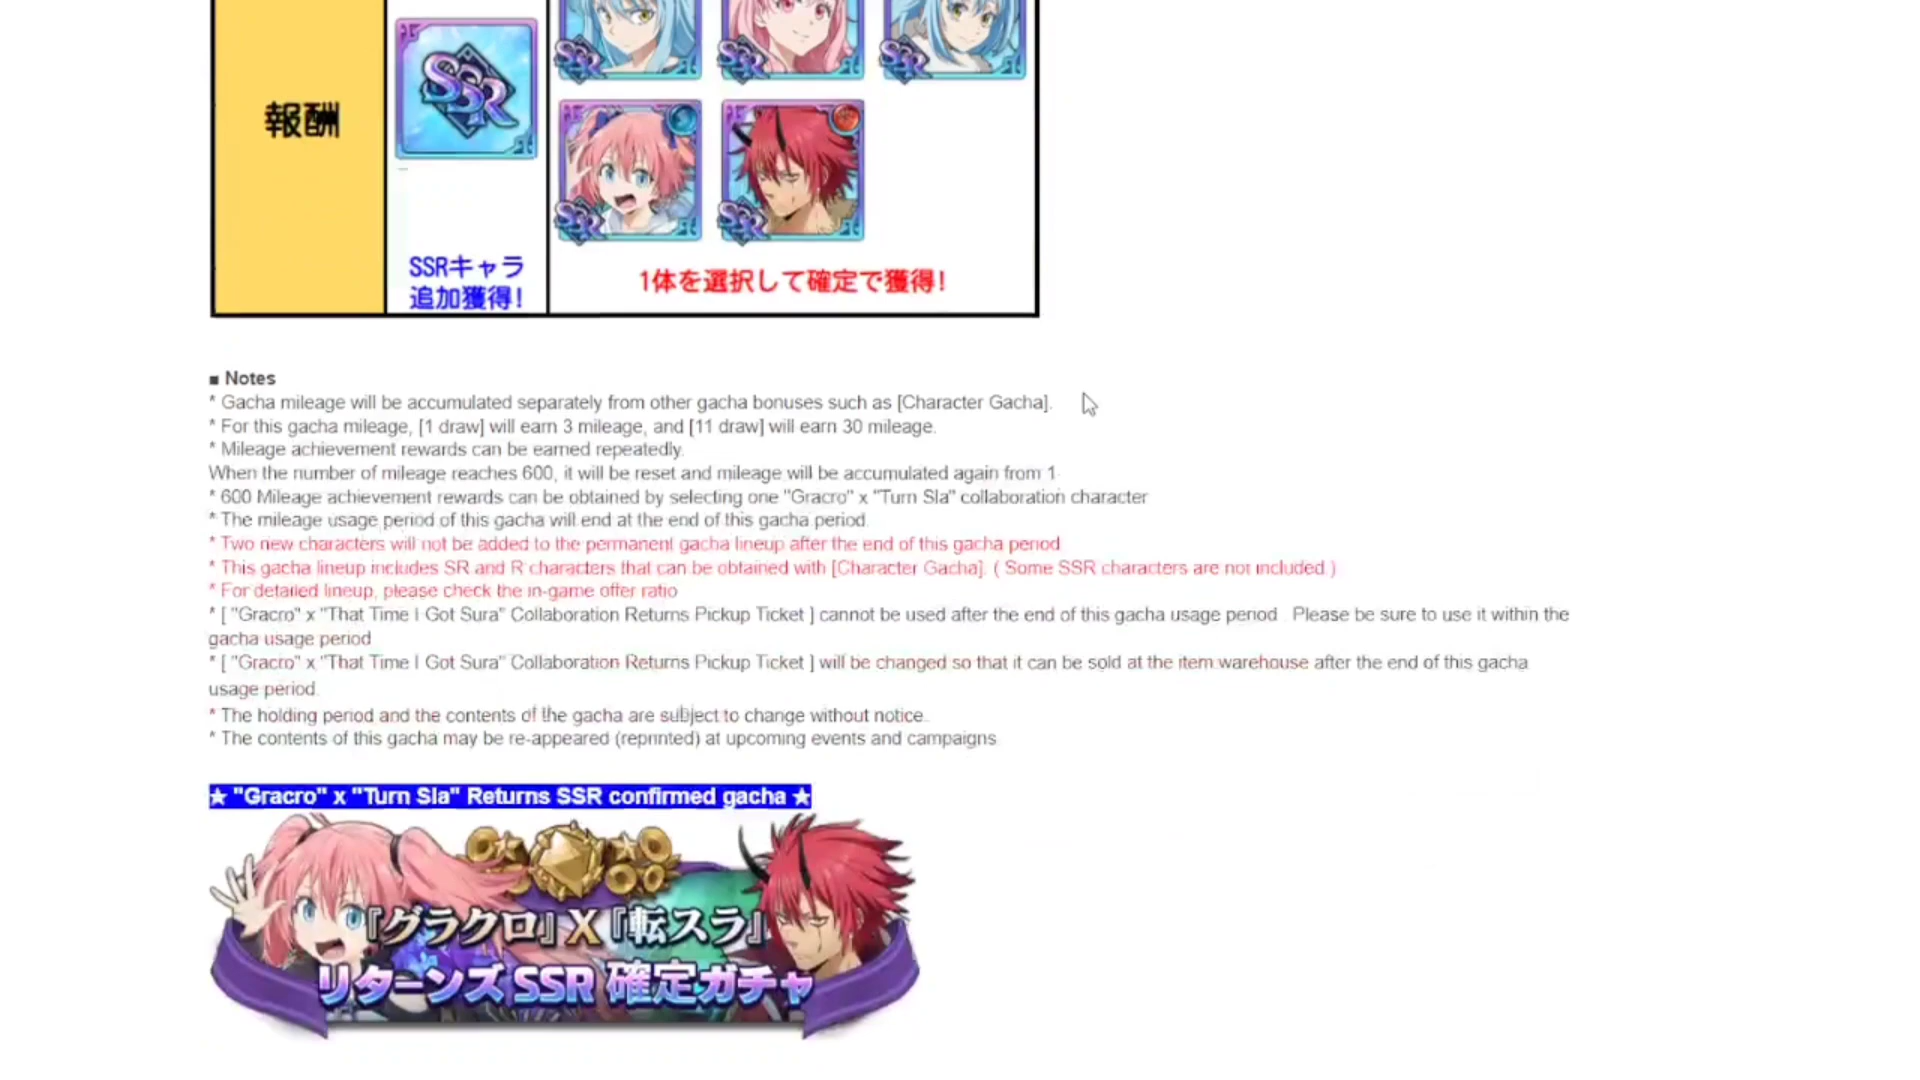 報酬
SSR
SSR
SSR
SSR
SSR
SSR
SSRキャラ
追加獲得!
1体を選択して確定で獲得!
■ Notes
* Gacha mileage will be accumulated separately from other gacha bonuses such as [Character Gacha].
* For this gacha mileage, [1 draw] will earn 3 mileage, and [11 draw] will earn 30 mileage.
* Mileage achievement rewards can be earned repeatedly.
When the number of mileage reaches 600, it will be reset and mileage will be accumulated again from 1
* 600 Mileage achievement rewards can be obtained by selecting one "Gracro" x "Turn Sla" collaboration character
* The mileage usage period of this gacha will end at the end of this gacha period.
* Two new characters will not be added to the permanent gacha lineup after the end of this gacha period
* This gacha lineup includes SR and R characters that can be obtained with [Character Gacha]. ( Some SSR characters are not included.)
* For detailed lineup, please check the in-game offer ratio
* [ "Gracro" x "That Time I Got Sura" Collaboration Returns Pickup Ticket ] cannot be used after the end of this gacha usage period . Please be sure to use it within the
gacha usage period
* [ "Gracro" x "That Time I Got Sura" Collaboration Returns Pickup Ticket ] will be changed so that it can be sold at the item warehouse after the end of this gacha
usage period.
* The holding period and the contents of the gacha are subject to change without notice.
* The contents of this gacha may be re-appeared (reprinted) at upcoming events and campaigns
★ "Gracro" x "Turn Sla" Returns SSR confirmed gacha ★
『グラクロ』X『転スラ』
リターンズ SSR 確定ガチャ